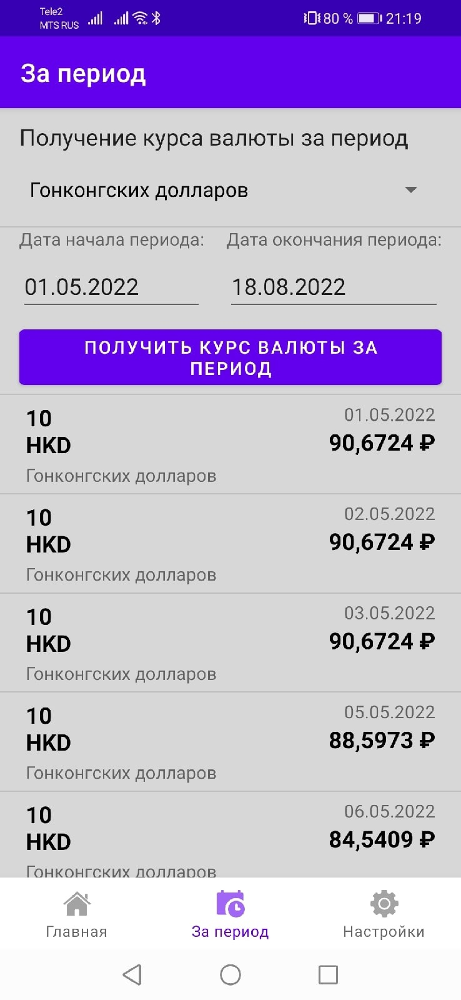 Tele2
MTS RUS
80 %
21:19
За период
Получение курса валюты за период
Гонконгских долларов
Дата начала периода:
Дата окончания периода:
01.05.2022
18.08.2022
ПОЛУЧИТЬ КУРС ВАЛЮТЫ ЗА
ПЕРИОД
10
01.05.2022
HKD
90,6724 ₽
Гонконгских долларов
10
02.05.2022
HKD
90,6724 ₽
Гонконгских долларов
10
03.05.2022
HKD
90,6724 ₽
Гонконгских долларов
10
05.05.2022
HKD
88,5973 ₽
Гонконгских долларов
10
06.05.2022
HKD
84,5409 ₽
Гонконгских долларов
Главная
За период
Настройки